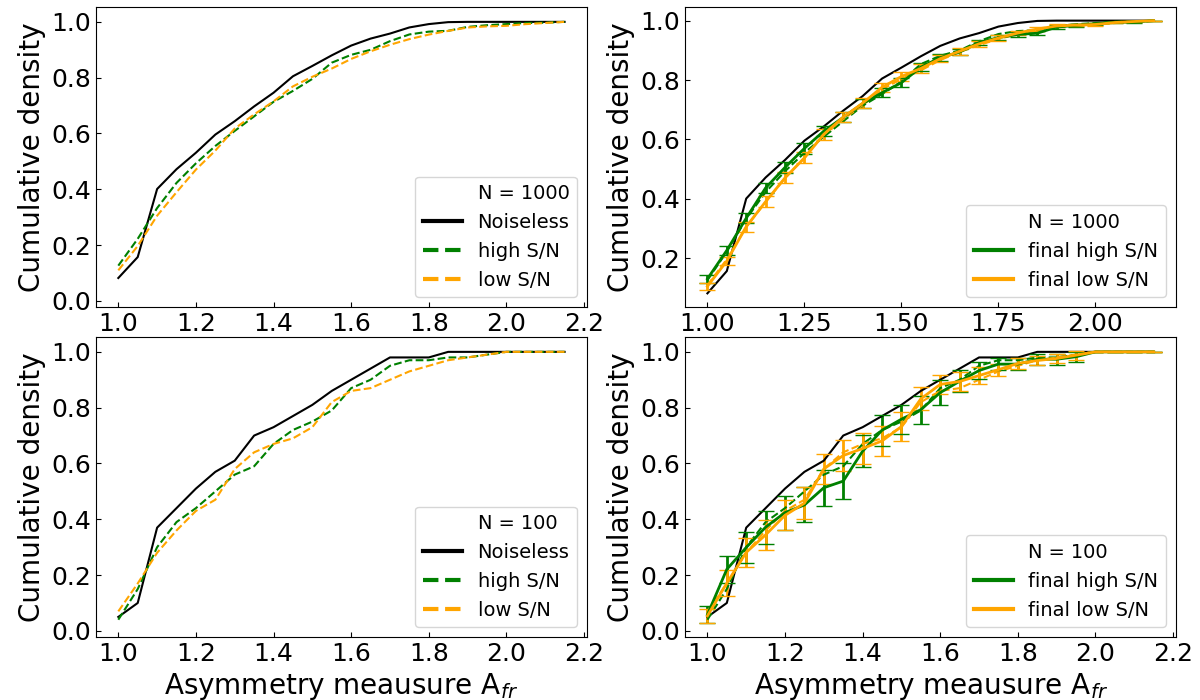 Cumulative density
1.0
0.8
0.6
0.4
0.2
0.0
1.0 1.2 1.4 1.6 1.8 2.0 2.2
N = 1000
Noiseless
high S/N
low S/N
Cumulative density
1.0
0.8
0.6
0.4
0.2
1.00 1.25 1.50 1.75 2.00
N = 1000
final high S/N
final low S/N
Cumulative density
1.0
0.8
0.6
0.4
0.2
0.0
1.0 1.2 1.4 1.6 1.8 2.0 2.2
N = 100
Noiseless
high S/N
low S/N
Asymmetry meausure A_fr
Cumulative density
1.0
0.8
0.6
0.4
0.2
0.0
1.0 1.2 1.4 1.6 1.8 2.0 2.2
N = 100
final high S/N
final low S/N
Asymmetry meausure A_fr